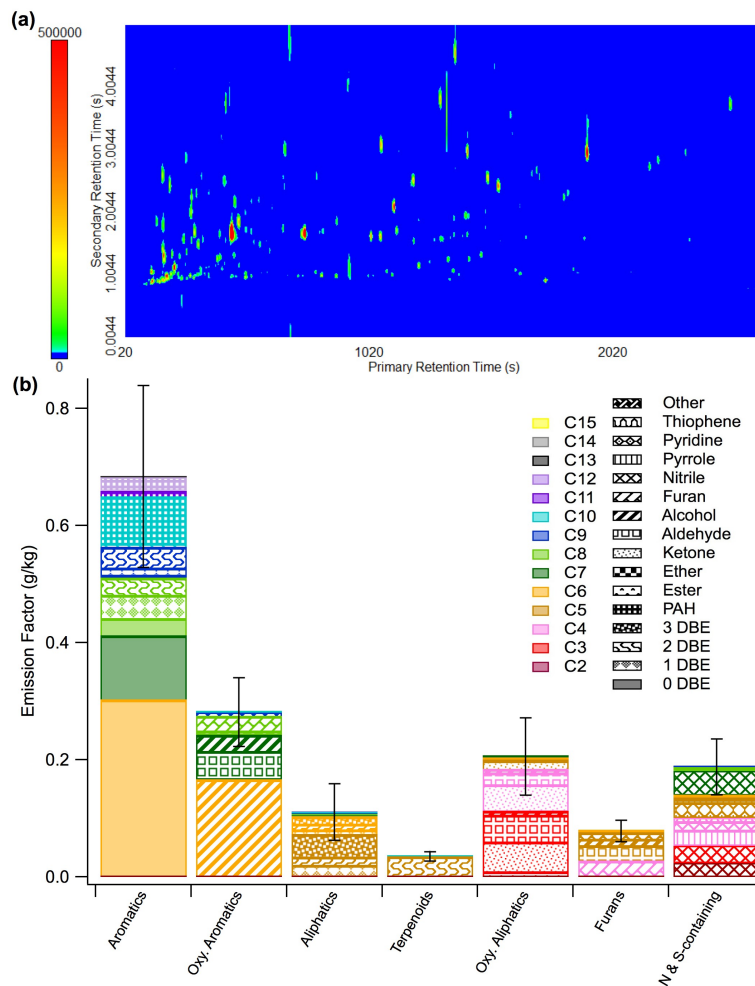 (a)
500000
0
Secondary Retention Time (s)
4.0044
3.0044
2.0044
1.0044
0.0044
20
1020
2020
Primary Retention Time (s)
(b)
Emission Factor (g/kg)
0.8
0.6
0.4
0.2
0.0
C15
C14
C13
C12
C11
C10
C9
C8
C7
C6
C5
C4
C3
C2
Other
Thiophene
Pyridine
Pyrrole
Nitrile
Furan
Alcohol
Aldehyde
Ketone
Ether
Ester
PAH
3 DBE
2 DBE
1 DBE
0 DBE
Aromatics
Oxy. Aromatics
Aliphatics
Terpenoids
Oxy. Aliphatics
Furans
N & S-containing